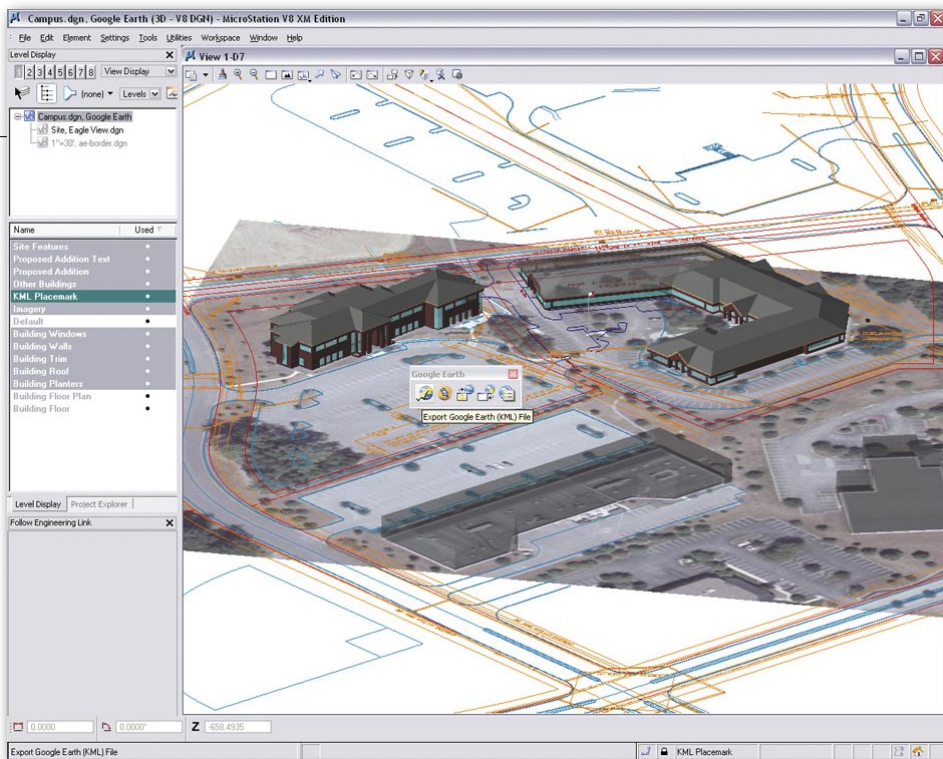 Campus.dgn, Google Earth (3D - V8 DGN) - MicroStation V8 XM Edition
File Edit Element Settings Tools Utilities Workspace Window Help
Level Display
View 1-D7
1 2 3 4 5 6 7 8 View Display
(none) Levels
Campus.dgn, Google Earth
Site, Eagle View.dgn
1"=30', ae-border.dgn
Name Used
Site Features
Proposed Addition Text
Proposed Addition
Other Buildings
KML Placemark
Imagery
Default
Building Windows
Building Walls
Building Trim
Building Roof
Building Planters
Building Floor Plan
Building Floor
Google Earth
Export Google Earth (KML) File
Level Display Project Explorer
Follow Engineering Link
0.0000 0.0000° Z -658.4935
Export Google Earth (KML) File KML Placemark